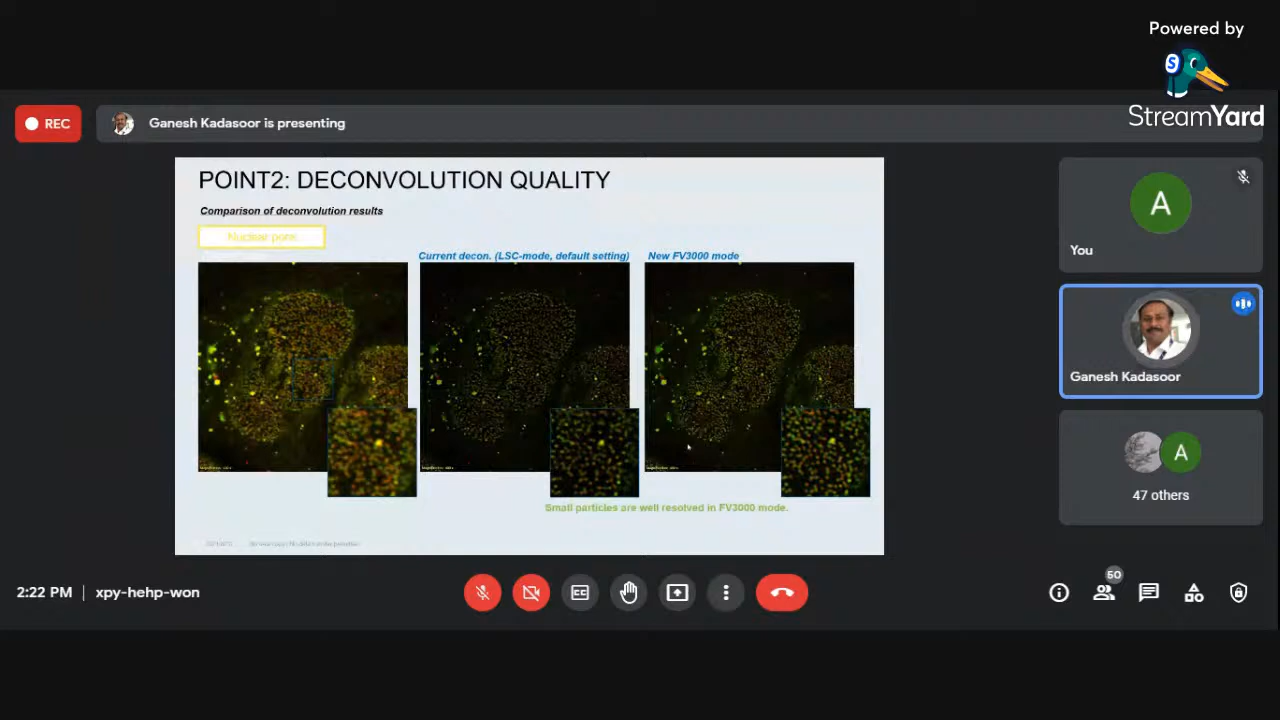 Powered by
S
StreamYard
REC
Ganesh Kadasoor is presenting
POINT2: DECONVOLUTION QUALITY
Comparison of deconvolution results
Nuclear pore
Current decon. (LSC-mode, default setting)
New FV3000 mode
Small particles are well resolved in FV3000 mode.
A
You
Ganesh Kadasoor
A
47 others
2:22 PM | xpy-hehp-won
CC
50